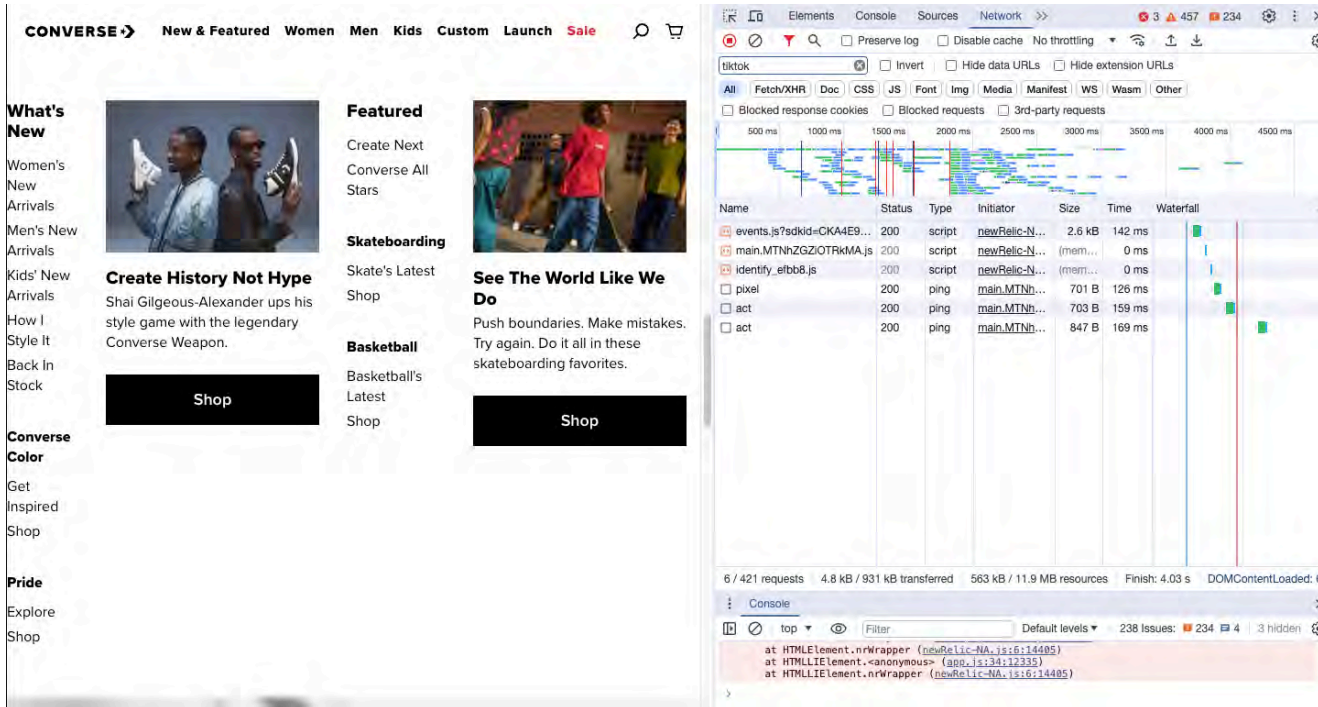 CONVERSE
New & Featured Women Men Kids Custom Launch Sale
What's
New
Women's
New
Arrivals
Men's New
Arrivals
Kids' New
Arrivals
How I
Style It
Back In
Stock
Converse
Color
Get
Inspired
Shop
Pride
Explore
Shop
Create History Not Hype
Shai Gilgeous-Alexander ups his
style game with the legendary
Converse Weapon.
Shop
Featured
Create Next
Converse All
Stars
Skateboarding
Skate's Latest
Shop
Basketball
Basketball's
Latest
Shop
See The World Like We
Do
Push boundaries. Make mistakes.
Try again. Do it all in these
skateboarding favorites.
Shop
Elements Console Sources Network >> 3 457 234
Preserve log Disable cache No throttling
tiktok Invert Hide data URLs Hide extension URLs
All Fetch/XHR Doc CSS JS Font Img Media Manifest WS Wasm Other
Blocked response cookies Blocked requests 3rd-party requests
500 ms 1000 ms 1500 ms 2000 ms 2500 ms 3000 ms 3500 ms 4000 ms 4500 ms
Name Status Type Initiator Size Time Waterfall
events.js?sdkid=CKA4E9... 200 script newRelic-N... 2.6 kB 142 ms
main.MTNhZGZiOTRkMA.js 200 script newRelic-N... (mem... 0 ms
identify_efbb8.js 200 script newRelic-N... (mem... 0 ms
pixel 200 ping main.MTNh... 701 B 126 ms
act 200 ping main.MTNh... 703 B 159 ms
act 200 ping main.MTNh... 847 B 169 ms
6 / 421 requests 4.8 kB / 931 kB transferred 563 kB / 11.9 MB resources Finish: 4.03 s DOMContentLoaded:
Console
top Filter Default levels 238 Issues: 234 4 3 hidden
at HTMLElement.nrWrapper (newRelic-NA.js:6:14405)
at HTMLLIElement.<anonymous> (app.js:34:12335)
at HTMLLIElement.nrWrapper (newRelic-NA.js:6:14405)
>